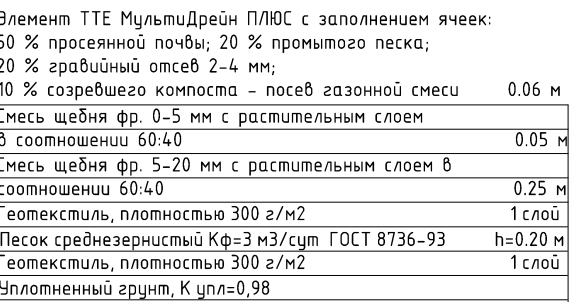 Элемент ТТЕ МультиДрейн ПЛЮС с заполнением ячеек:
50 % просеянной почвы; 20 % промытого песка;
20 % гравийный отсев 2-4 мм;
10 % созревшего компоста - посев газонной смеси 0.06 м
Смесь щебня фр. 0-5 мм с растительным слоем
в соотношении 60:40 0.05 м
Смесь щебня фр. 5-20 мм с растительным слоем в
соотношении 60:40 0.25 м
Геотекстиль, плотностью 300 г/м2 1 слой
Песок среднезернистый Кф=3 м3/сут ГОСТ 8736-93 h=0.20 м
Геотекстиль, плотностью 300 г/м2 1 слой
Уплотненный грунт, К упл=0,98